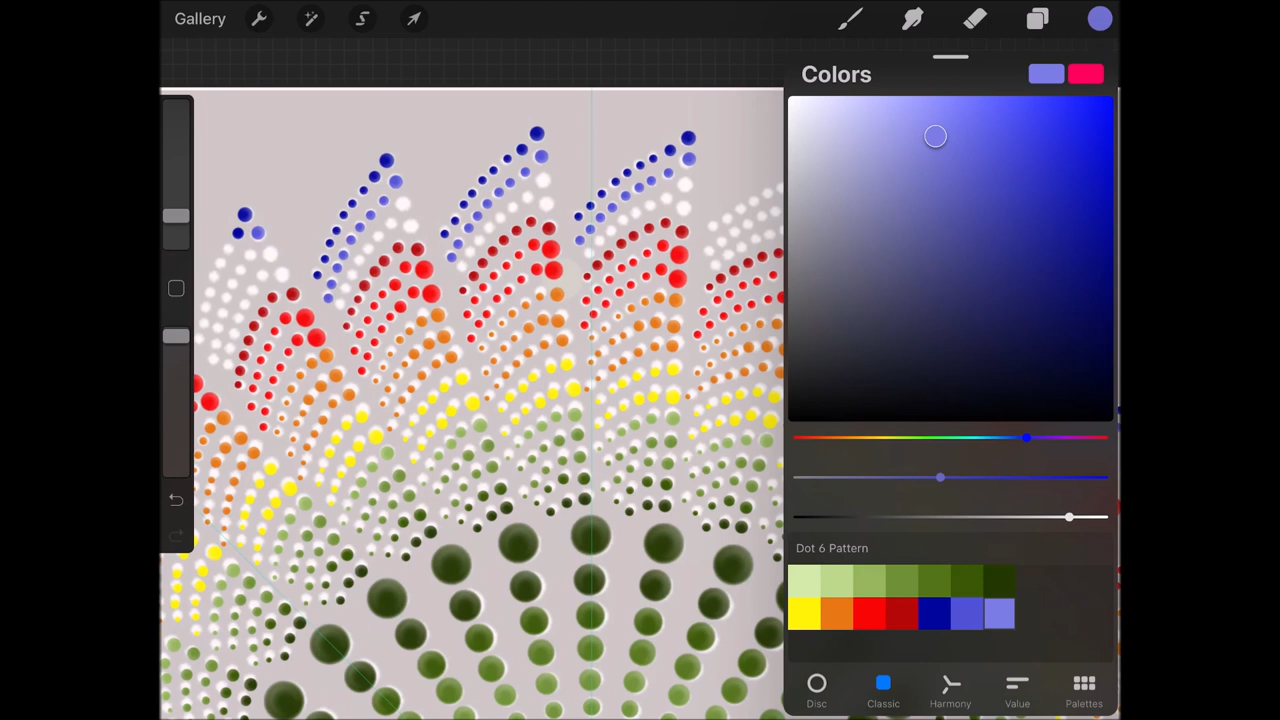 Gallery
Colors
Dot 6 Pattern
Disc
Classic
Harmony
Value
Palettes